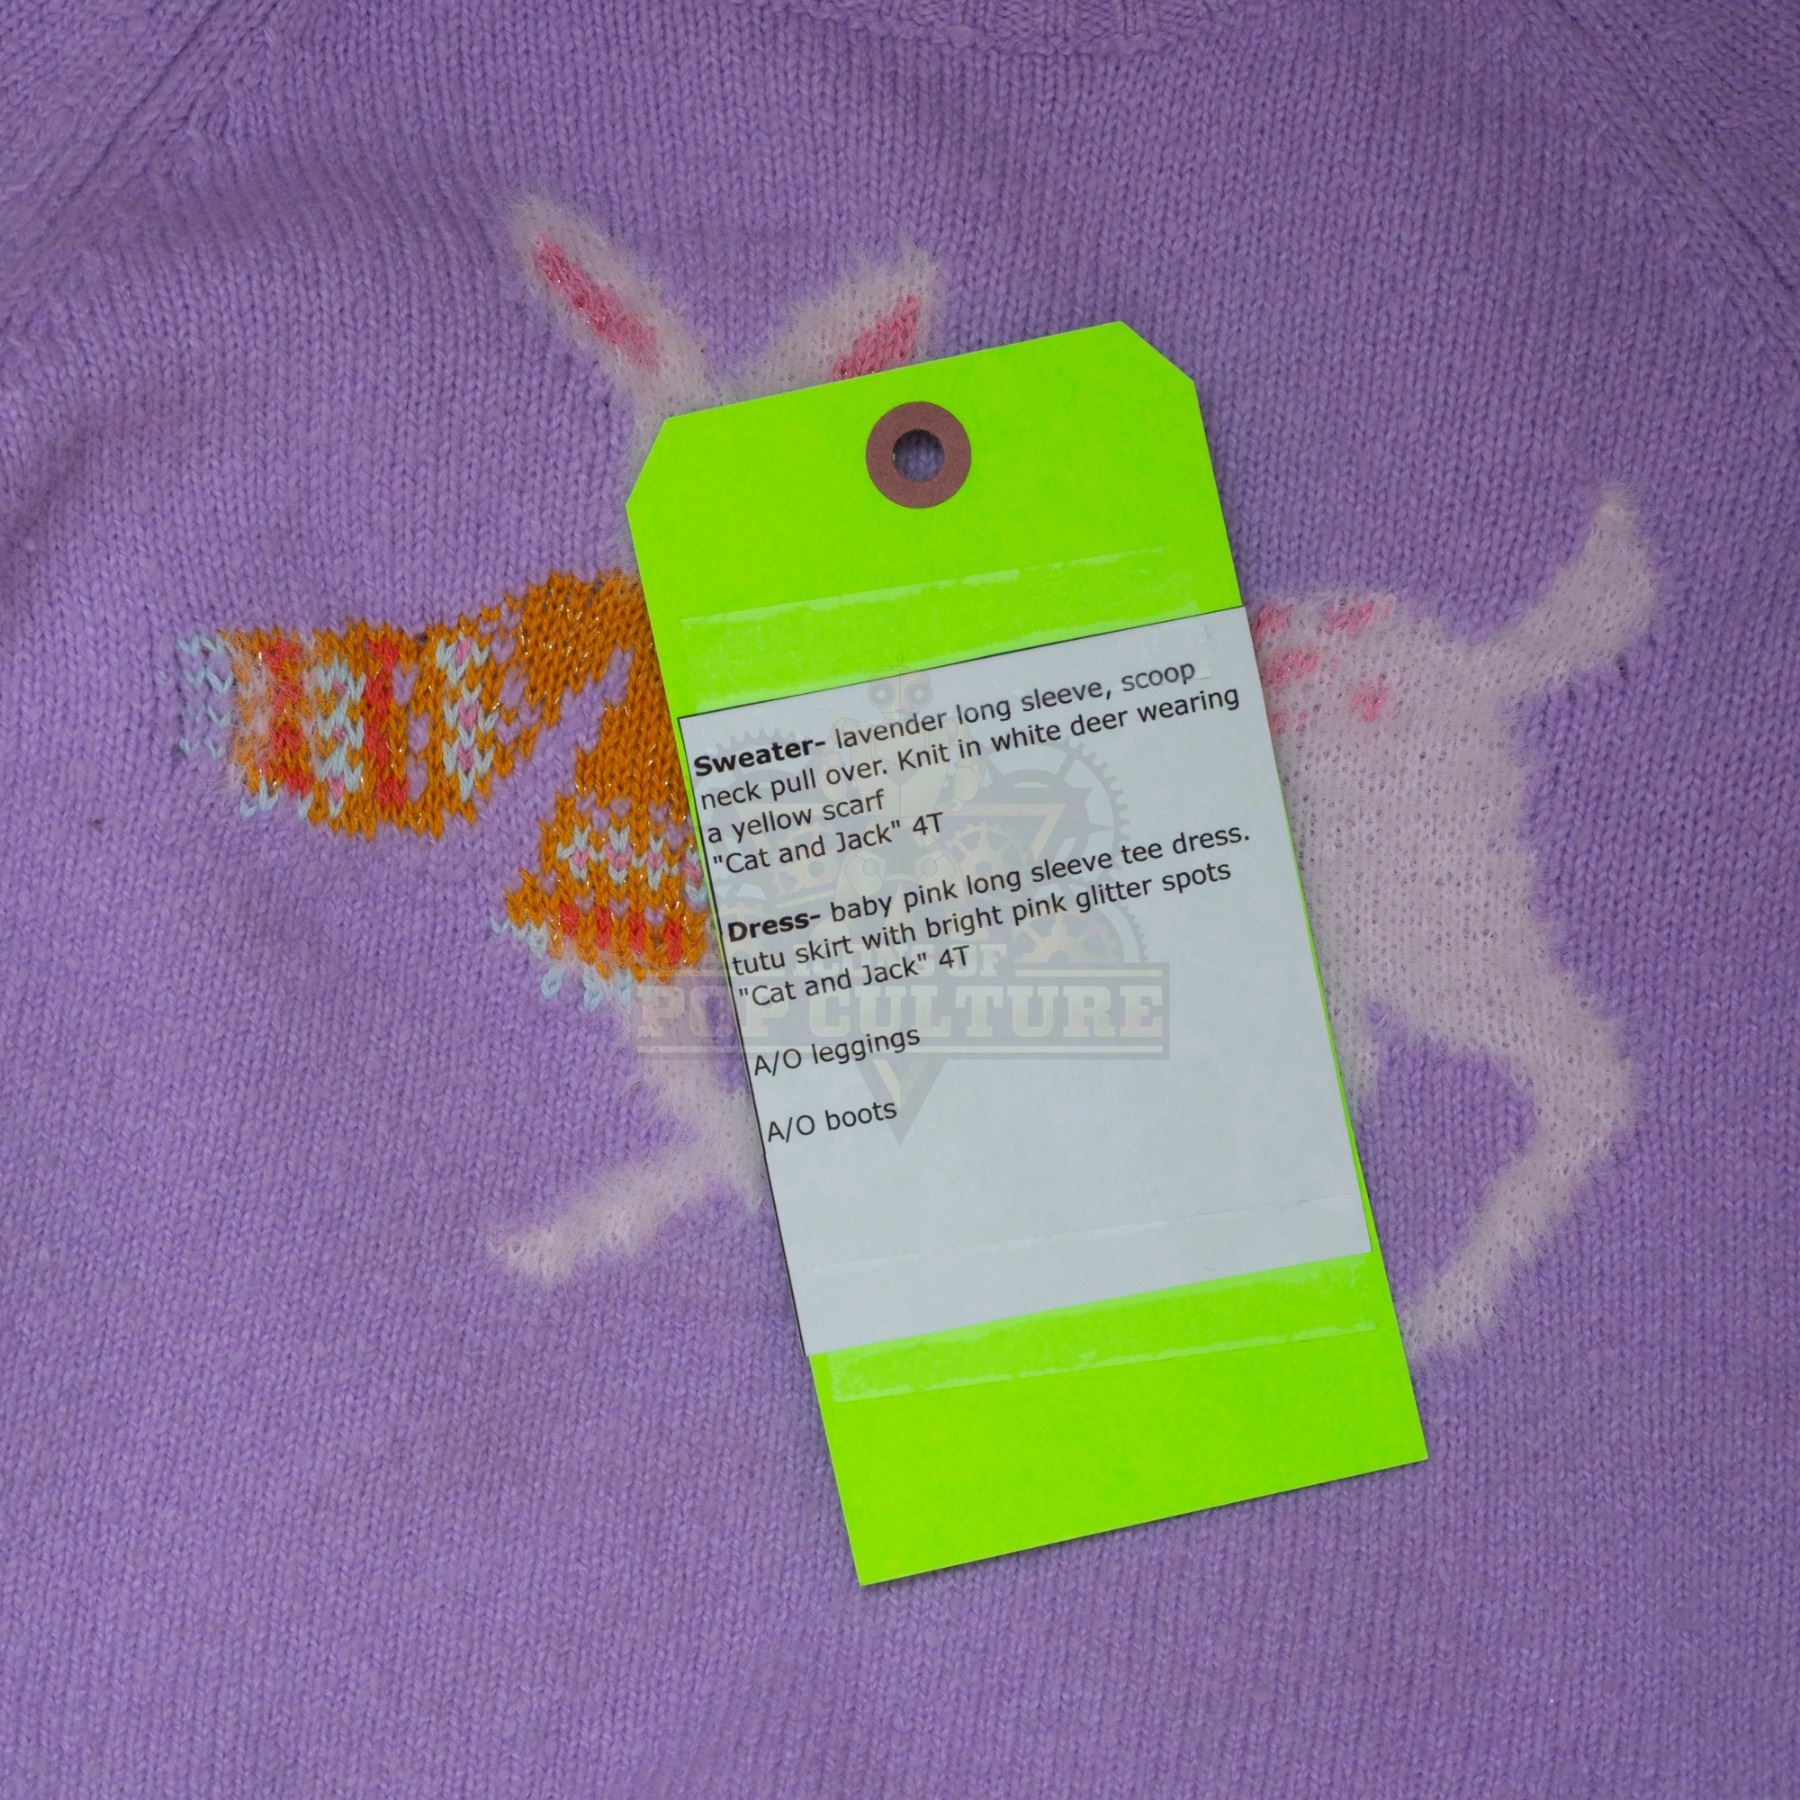 Sweater- lavender long sleeve, scoop
neck pull over. Knit in white deer wearing
a yellow scarf
"Cat and Jack" 4T
Dress- baby pink long sleeve tee dress.
tutu skirt with bright pink glitter spots
"Cat and Jack" 4T
A/O leggings
A/O boots
ICONS OF
POP CULTURE